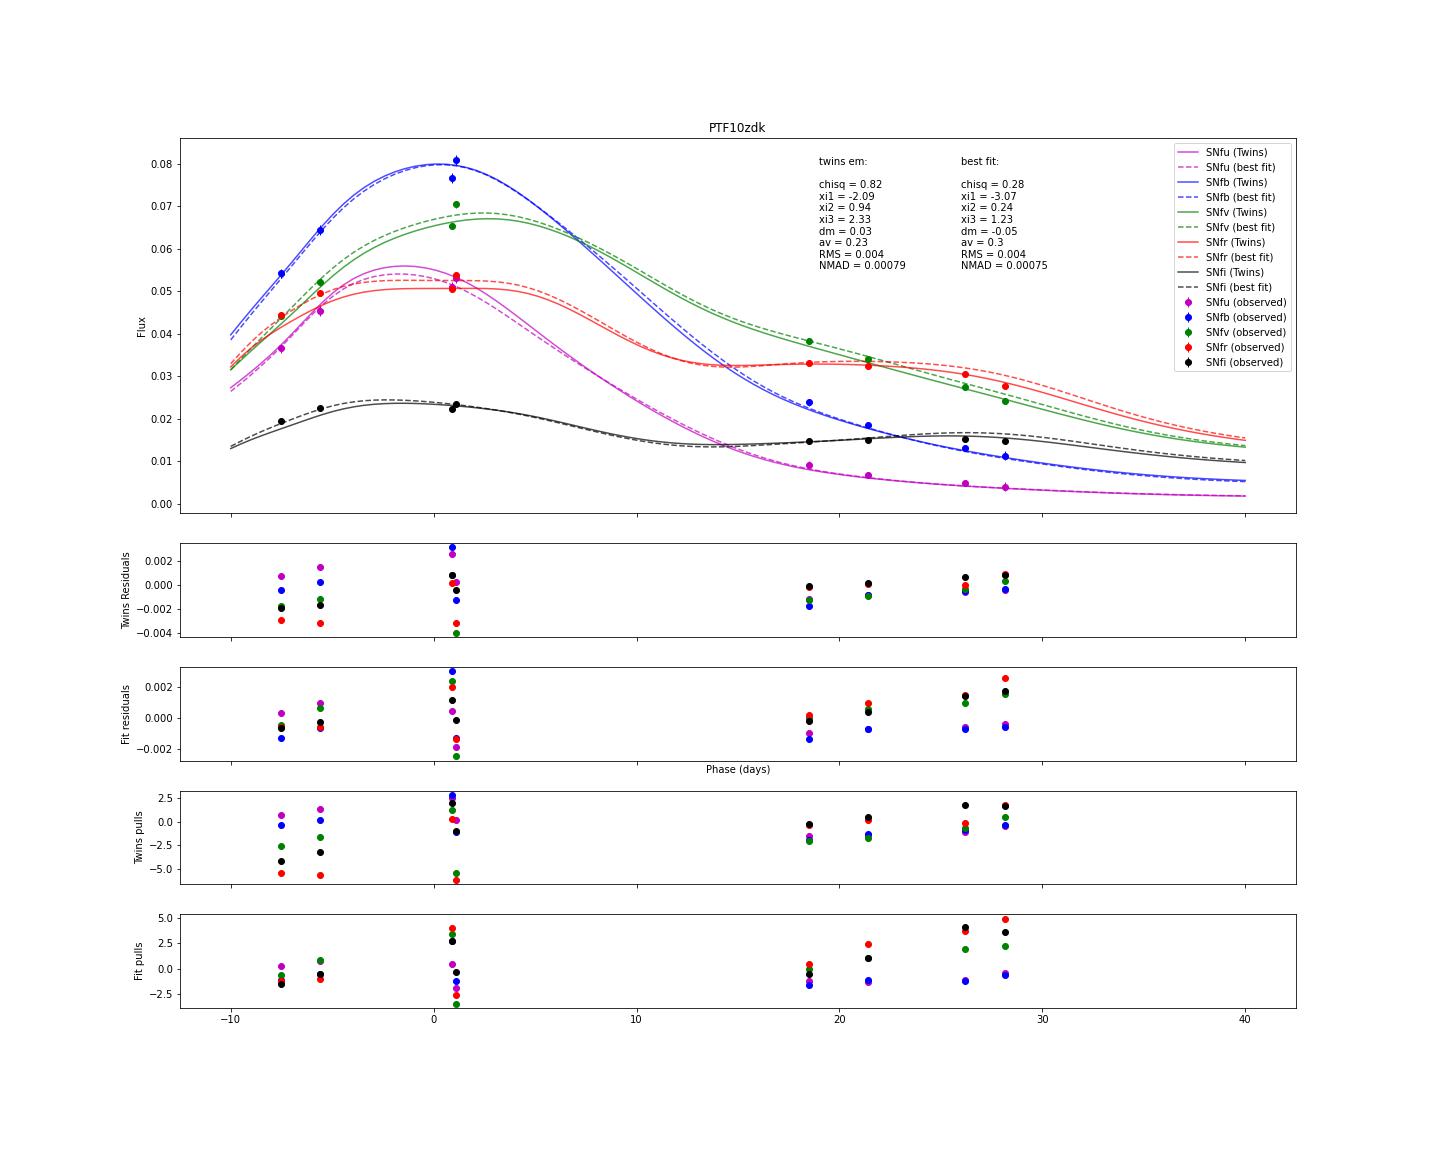 PTF10zdk
Flux
0.08
0.07
0.06
0.05
0.04
0.03
0.02
0.01
0.00
twins em:
chisq = 0.82
xi1 = -2.09
xi2 = 0.94
xi3 = 2.33
dm = 0.03
av = 0.23
RMS = 0.004
NMAD = 0.00079
best fit:
chisq = 0.28
xi1 = -3.07
xi2 = 0.24
xi3 = 1.23
dm = -0.05
av = 0.3
RMS = 0.004
NMAD = 0.00075
SNfu (Twins)
SNfu (best fit)
SNfb (Twins)
SNfb (best fit)
SNfv (Twins)
SNfv (best fit)
SNfr (Twins)
SNfr (best fit)
SNfi (Twins)
SNfi (best fit)
SNfu (observed)
SNfb (observed)
SNfv (observed)
SNfr (observed)
SNfi (observed)
Twins Residuals
0.002
0.000
−0.002
−0.004
Fit residuals
0.002
0.000
−0.002
Phase (days)
Twins pulls
2.5
0.0
−2.5
−5.0
Fit pulls
5.0
2.5
0.0
−2.5
−10
0
10
20
30
40